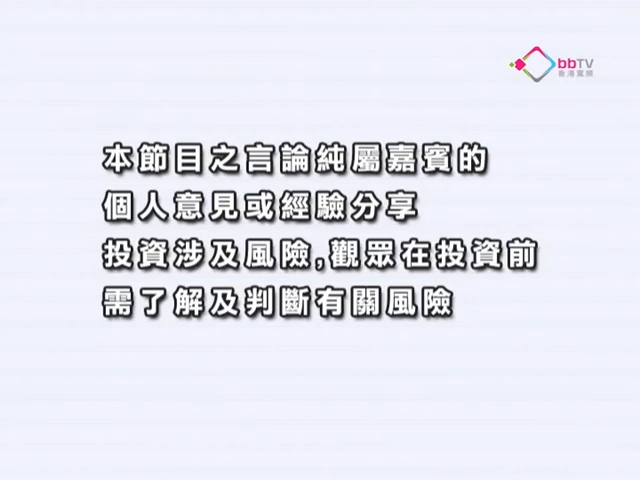 bbTV
香港寬頻
本節目之言論純屬嘉賓的
個人意見或經驗分享
投資涉及風險,觀眾在投資前
需了解及判斷有關風險